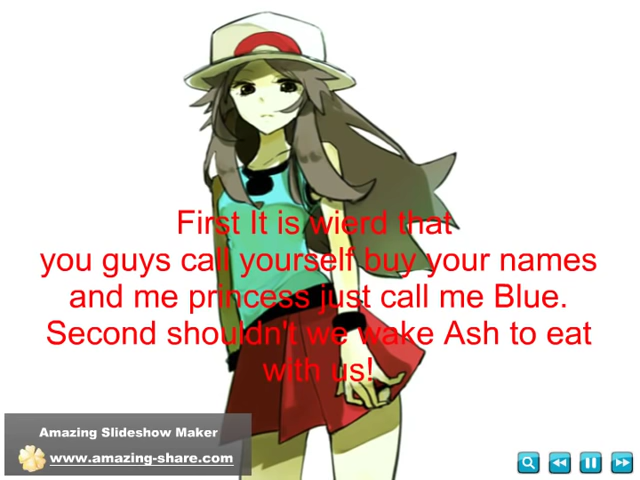 First It is wierd that
you guys call yourself buy your names
and me princess just call me Blue.
Second shouldn't we wake Ash to eat
with us!
Amazing Slideshow Maker
www.amazing-share.com